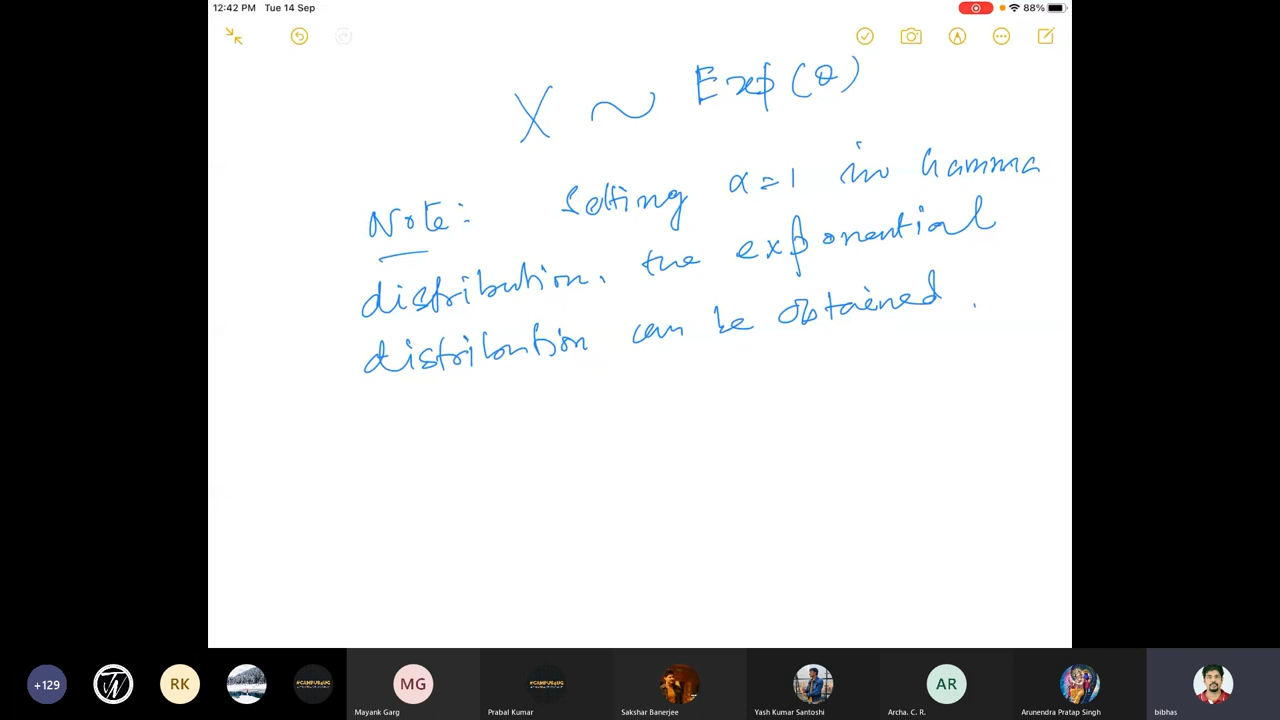 12:42 PM Tue 14 Sep
88%
X ~ Exp(θ)
Note: Setting α=1 in Gamma
distribution, the exponential
distribution can be obtained.
+129
RK
#CAMPUS4UG
MG
#CAMPUS4UG
AR
Mayank Garg
Prabal Kumar
Sakshar Banerjee
Yash Kumar Santoshi
Archa. C. R.
Arunendra Pratap Singh
bibhas